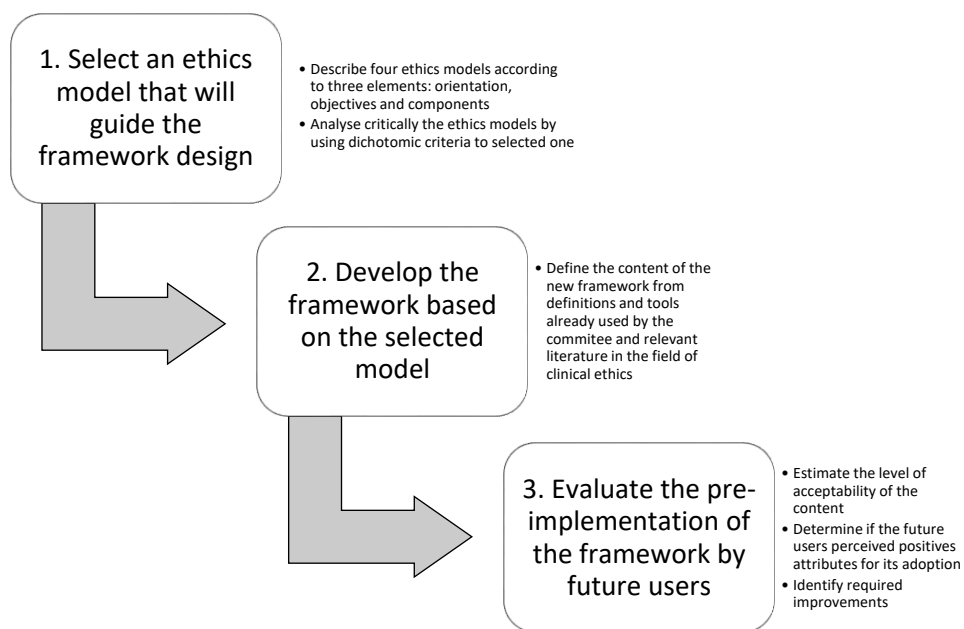 1. Select an ethics
model that will
guide the
framework design
• Describe four ethics models according
to three elements: orientation,
objectives and components
• Analyse critically the ethics models by
using dichotomic criteria to selected one
2. Develop the
framework based
on the selected
model
• Define the content of the
new framework from
definitions and tools
already used by the
commitee and relevant
literature in the field of
clinical ethics
3. Evaluate the pre-
implementation of
the framework by
future users
• Estimate the level of
acceptability of the
content
• Determine if the future
users perceived positives
attributes for its adoption
• Identify required
improvements